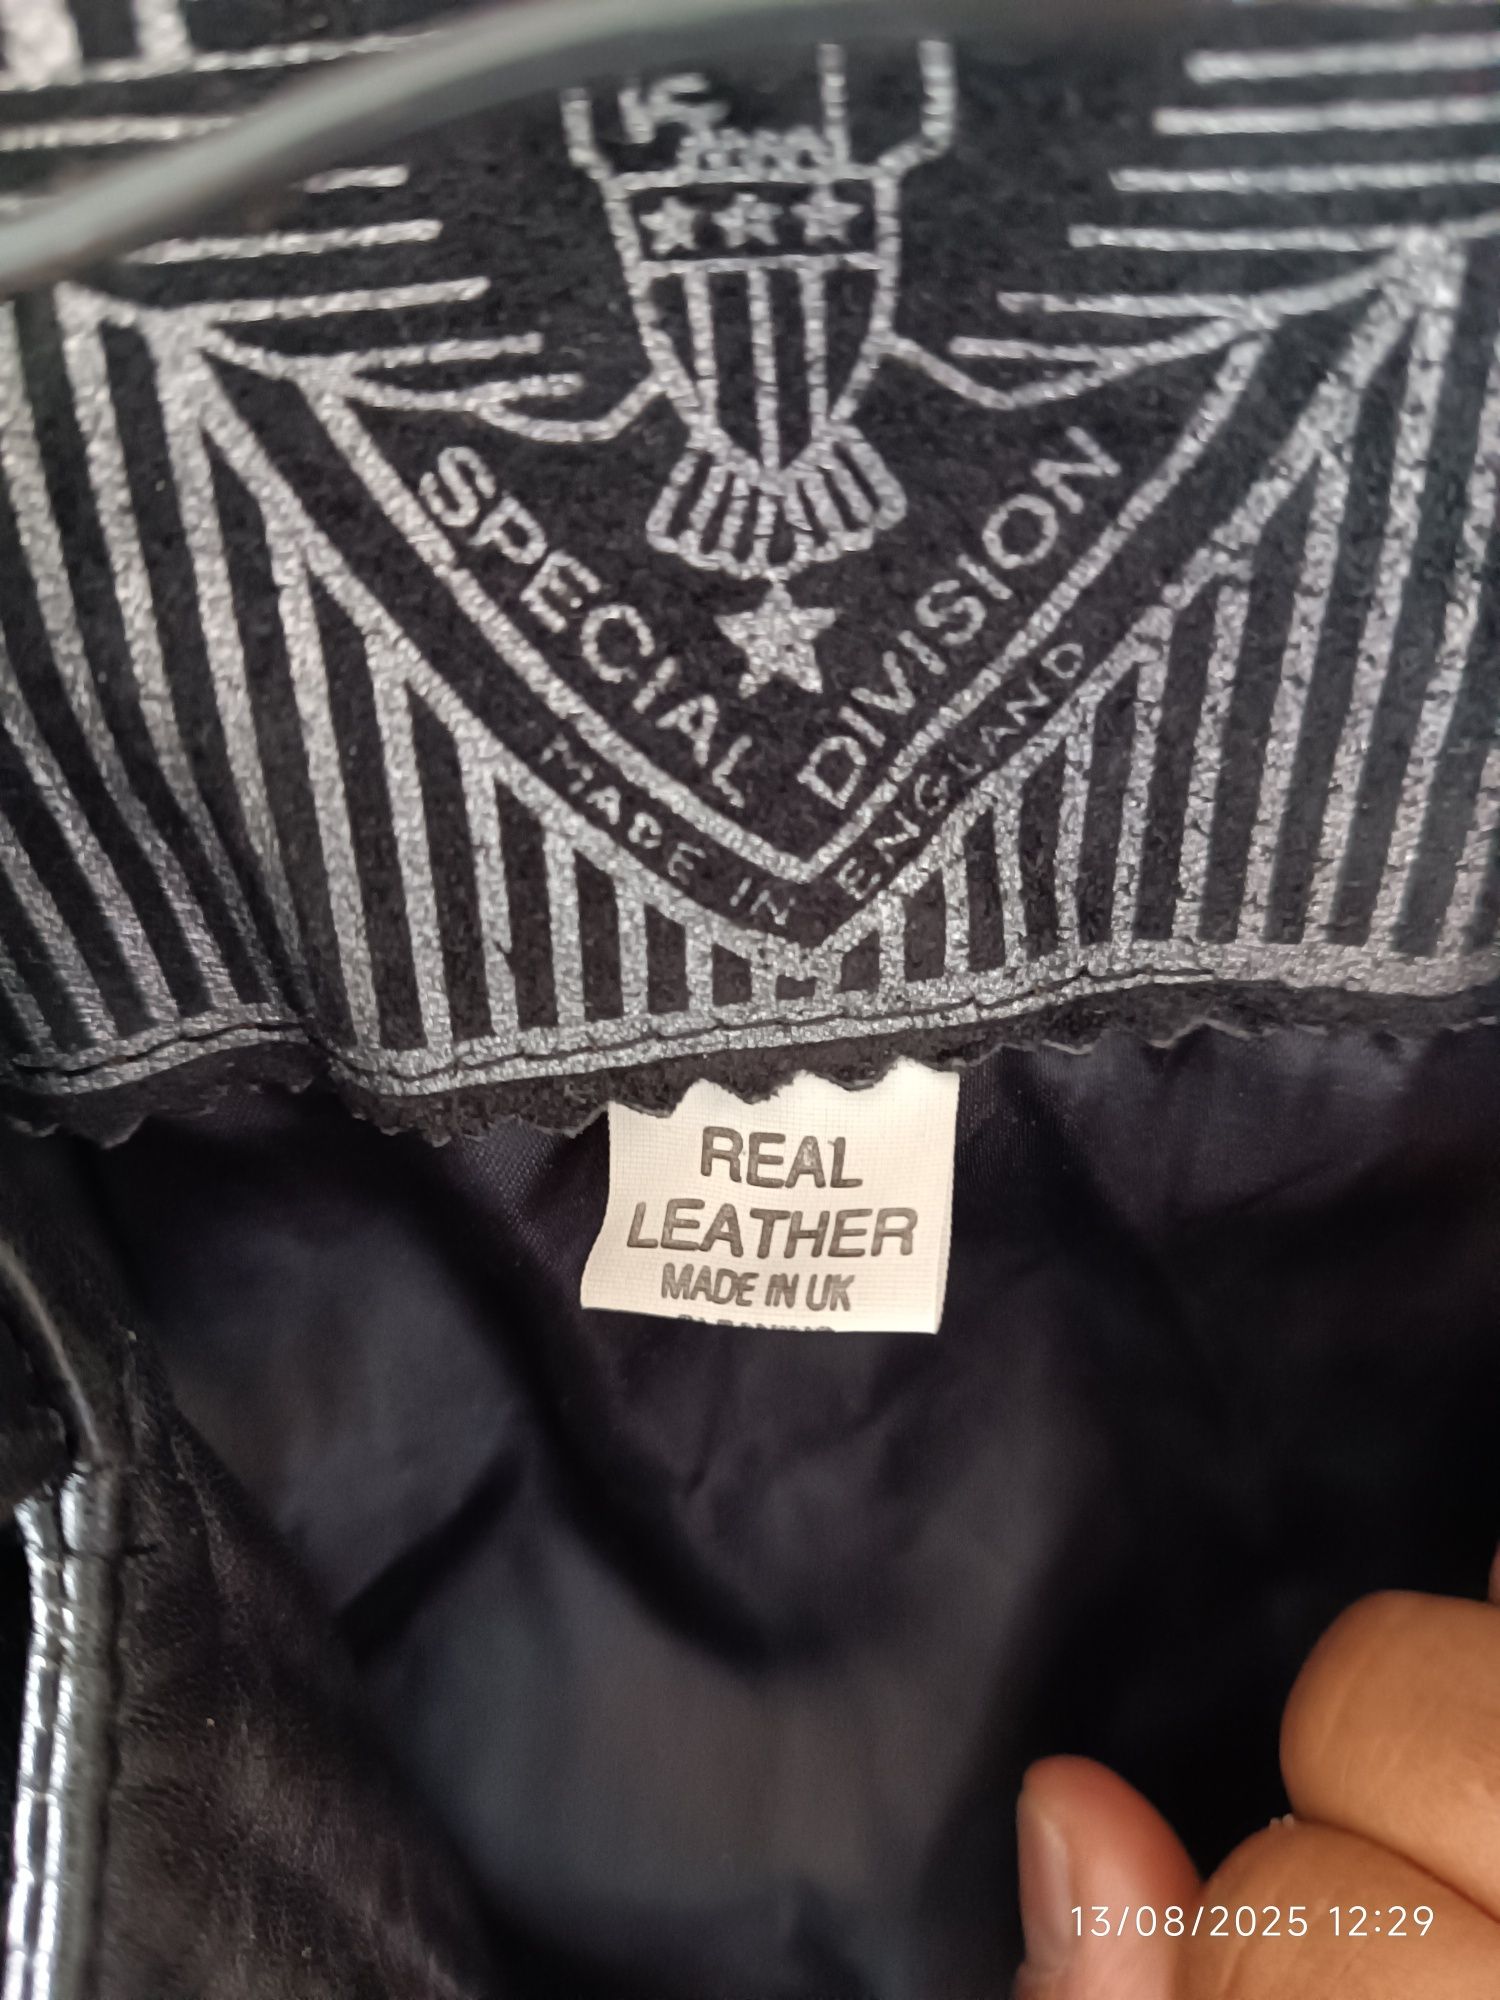 SPECIAL DIVISION
MADE IN ENGLAND
REAL
LEATHER
MADE IN UK
13/08/2025 12:29